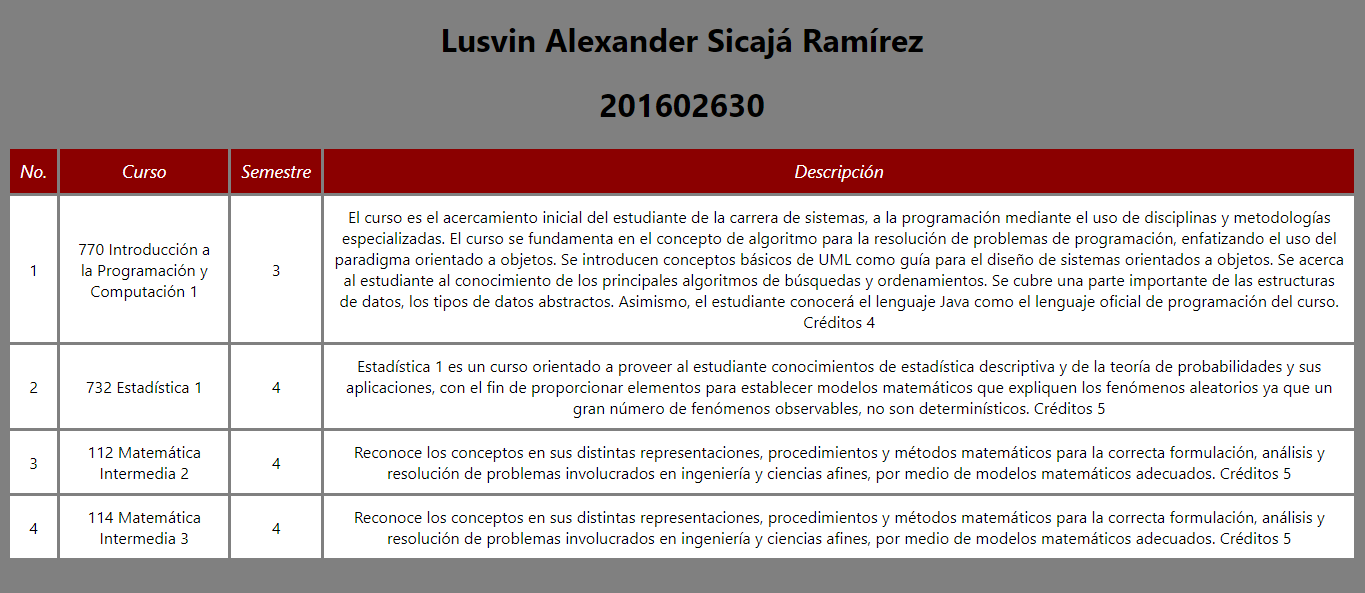 Lusvin Alexander Sicajá Ramírez
201602630
No. Curso Semestre Descripción
1
770 Introducción a
la Programación y
Computación 1
3
El curso es el acercamiento inicial del estudiante de la carrera de sistemas, a la programación mediante el uso de disciplinas y metodologías
especializadas. El curso se fundamenta en el concepto de algoritmo para la resolución de problemas de programación, enfatizando el uso del
paradigma orientado a objetos. Se introducen conceptos básicos de UML como guía para el diseño de sistemas orientados a objetos. Se acerca
al estudiante al conocimiento de los principales algoritmos de búsquedas y ordenamientos. Se cubre una parte importante de las estructuras
de datos, los tipos de datos abstractos. Asimismo, el estudiante conocerá el lenguaje Java como el lenguaje oficial de programación del curso.
Créditos 4
2
732 Estadística 1
4
Estadística 1 es un curso orientado a proveer al estudiante conocimientos de estadística descriptiva y de la teoría de probabilidades y sus
aplicaciones, con el fin de proporcionar elementos para establecer modelos matemáticos que expliquen los fenómenos aleatorios ya que un
gran número de fenómenos observables, no son determinísticos. Créditos 5
3
112 Matemática
Intermedia 2
4
Reconoce los conceptos en sus distintas representaciones, procedimientos y métodos matemáticos para la correcta formulación, análisis y
resolución de problemas involucrados en ingeniería y ciencias afines, por medio de modelos matemáticos adecuados. Créditos 5
4
114 Matemática
Intermedia 3
4
Reconoce los conceptos en sus distintas representaciones, procedimientos y métodos matemáticos para la correcta formulación, análisis y
resolución de problemas involucrados en ingeniería y ciencias afines, por medio de modelos matemáticos adecuados. Créditos 5